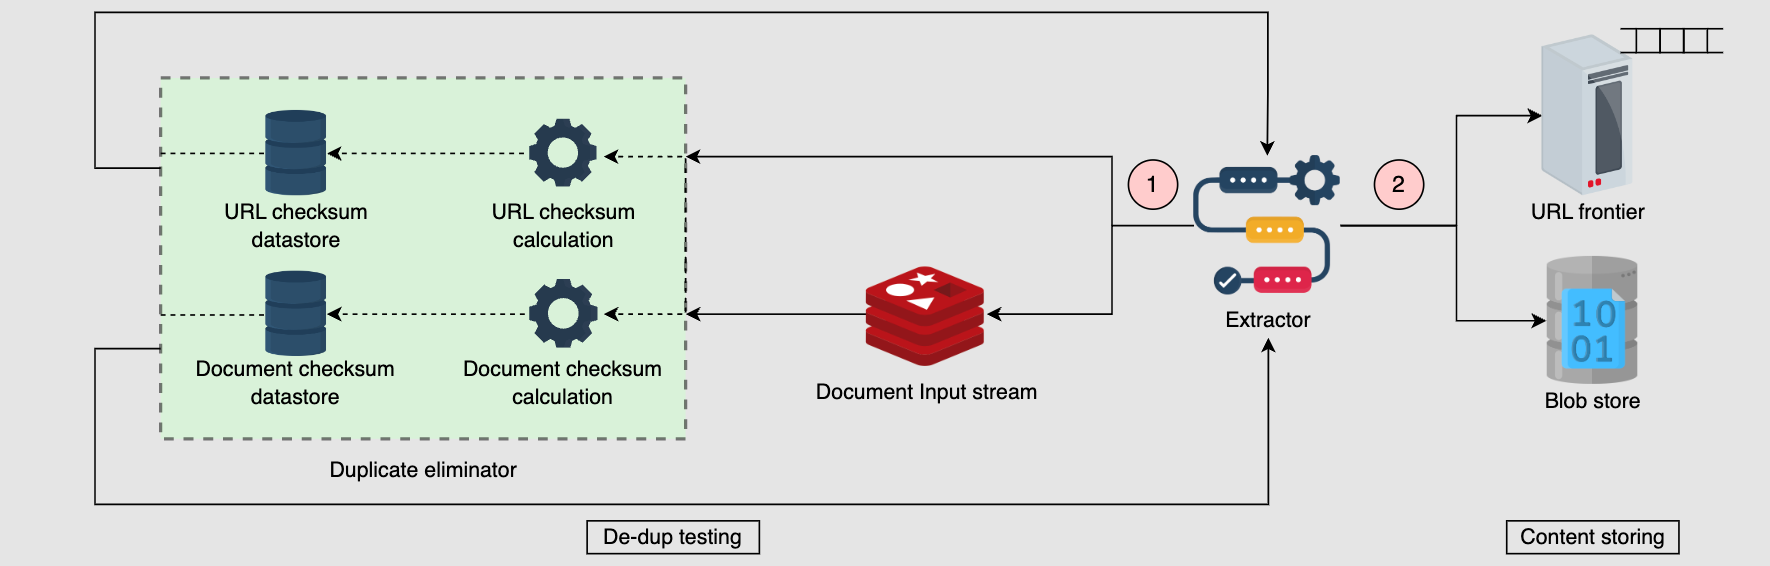 1
2
URL checksum
datastore
URL checksum
calculation
URL frontier
Document checksum
datastore
Document checksum
calculation
Document Input stream
Extractor
10
01
Blob store
Duplicate eliminator
De-dup testing
Content storing